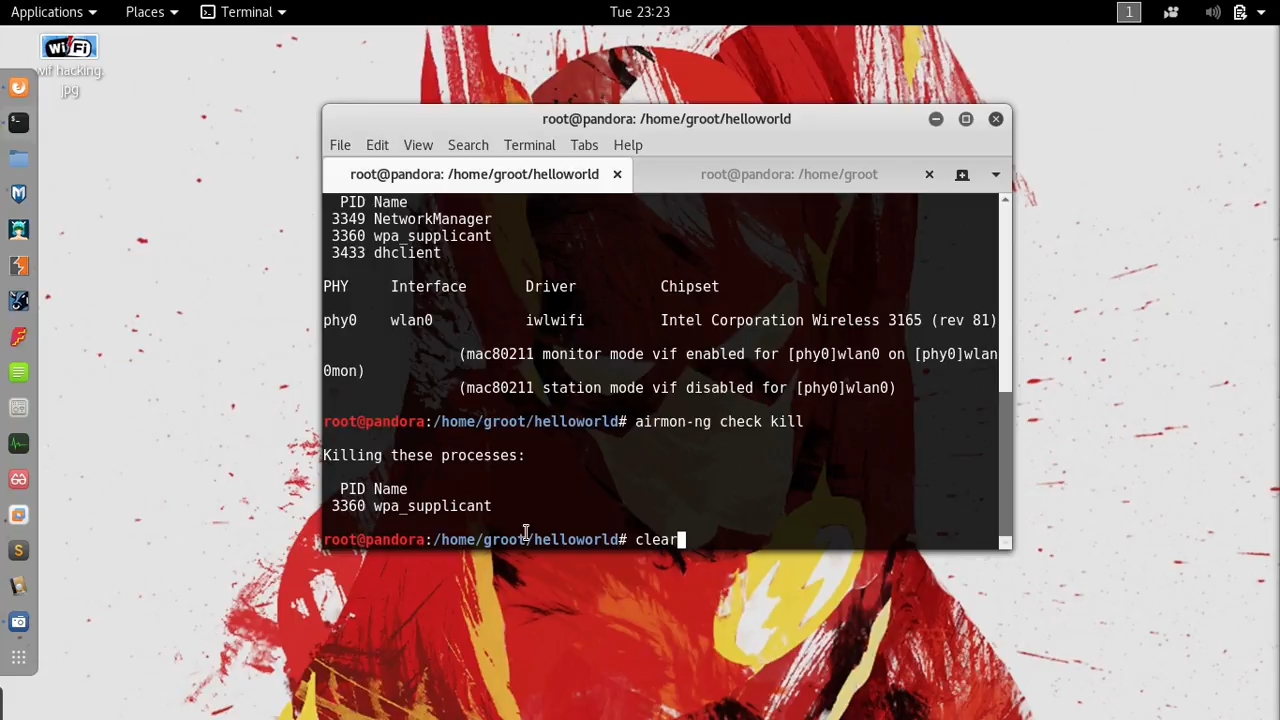 Applications Places Terminal Tue 23:23 1
WiFi
wif hacking.
jpg
root@pandora: /home/groot/helloworld
File Edit View Search Terminal Tabs Help
root@pandora: /home/groot/helloworld root@pandora: /home/groot
PID Name
3349 NetworkManager
3360 wpa_supplicant
3433 dhclient
PHY Interface Driver Chipset
phy0 wlan0 iwlwifi Intel Corporation Wireless 3165 (rev 81)
(mac80211 monitor mode vif enabled for [phy0]wlan0 on [phy0]wlan
0mon)
(mac80211 station mode vif disabled for [phy0]wlan0)
root@pandora:/home/groot/helloworld# airmon-ng check kill
Killing these processes:
PID Name
3360 wpa_supplicant
root@pandora:/home/groot/helloworld# clear